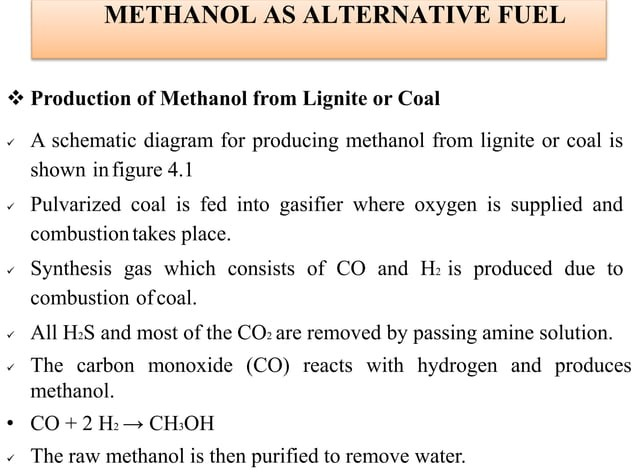 METHANOL AS ALTERNATIVE FUEL
❖ Production of Methanol from Lignite or Coal
✓ A schematic diagram for producing methanol from lignite or coal is
shown in figure 4.1
✓ Pulvarized coal is fed into gasifier where oxygen is supplied and
combustion takes place.
✓ Synthesis gas which consists of CO and H₂ is produced due to
combustion of coal.
✓ All H₂S and most of the CO₂ are removed by passing amine solution.
✓ The carbon monoxide (CO) reacts with hydrogen and produces
methanol.
• CO + 2 H₂ → CH₃OH
✓ The raw methanol is then purified to remove water.